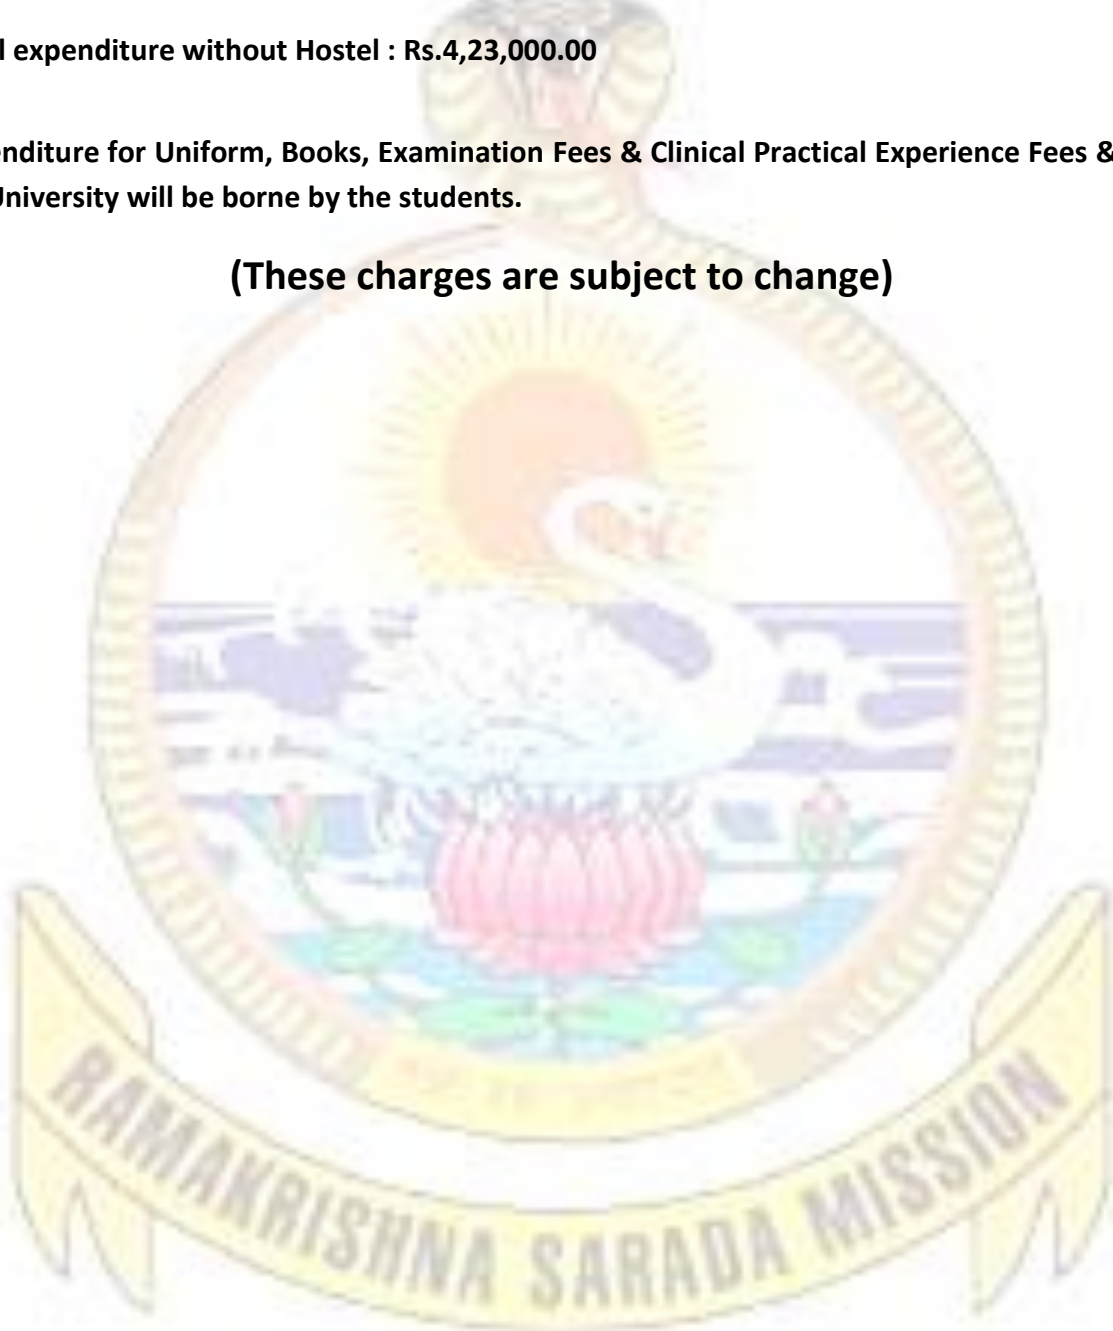 l expenditure without Hostel : Rs.4,23,000.00
enditure for Uniform, Books, Examination Fees & Clinical Practical Experience Fees &
University will be borne by the students.
(These charges are subject to change)
RAMAKRISHNA SARADA MISSION